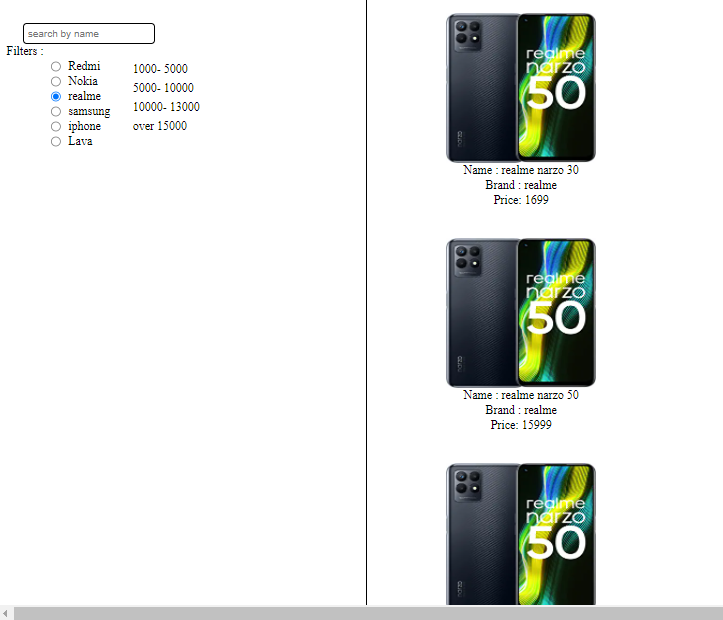 search by name
Filters :
Redmi
Nokia
realme
samsung
iphone
Lava
1000- 5000
5000- 10000
10000- 13000
over 15000
realme
narzo
50
Name : realme narzo 30
Brand : realme
Price: 1699
realme
narzo
50
Name : realme narzo 50
Brand : realme
Price: 15999
realme
narzo
50